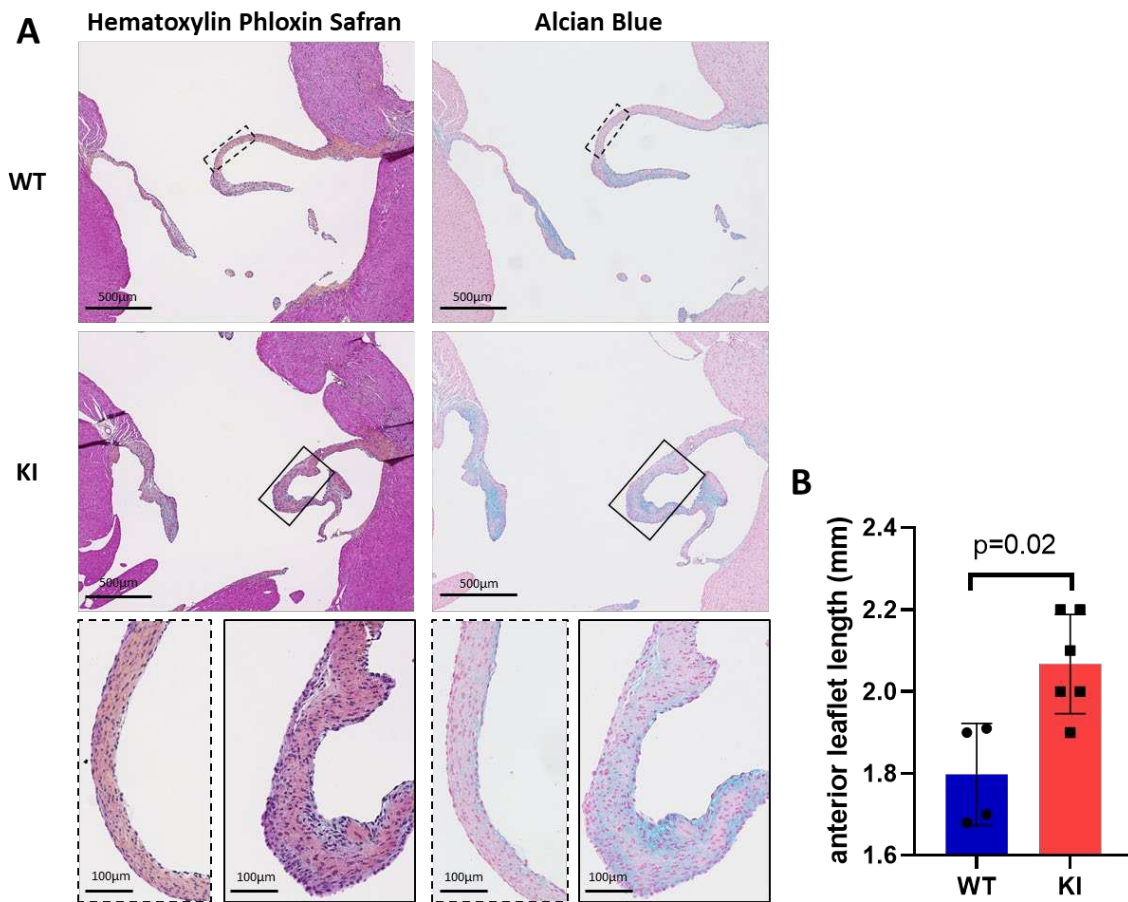 A
Hematoxylin Phloxin Safran
Alcian Blue
WT
500µm
500µm
KI
500µm
500µm
100µm
100µm
100µm
100µm
B
anterior leaflet length (mm)
p=0.02
2.4
2.2
2.0
1.8
1.6
WT
KI